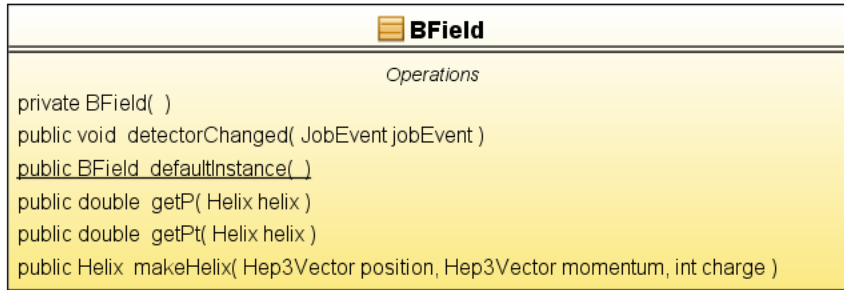 BField
Operations
private BField( )
public void detectorChanged( JobEvent jobEvent )
public BField defaultInstance( )
public double getP( Helix helix )
public double getPt( Helix helix )
public Helix makeHelix( Hep3Vector position, Hep3Vector momentum, int charge )